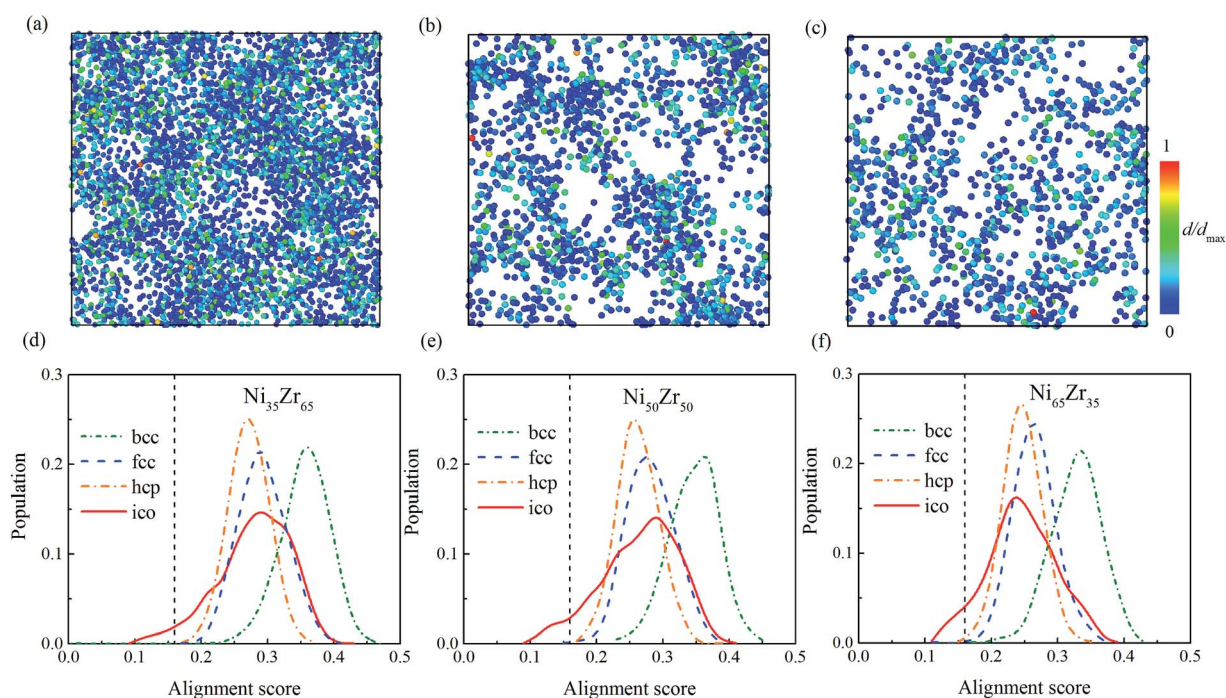 (a)
(b)
(c)
1
d/dmax
0
(d)
(e)
(f)
0.3
0.2
0.1
0.0
Population
Ni35Zr65
bcc
fcc
hcp
ico
0.0 0.1 0.2 0.3 0.4 0.5
Alignment score
0.3
0.2
0.1
0.0
Population
Ni50Zr50
bcc
fcc
hcp
ico
0.0 0.1 0.2 0.3 0.4 0.5
Alignment score
0.3
0.2
0.1
0.0
Population
Ni65Zr35
bcc
fcc
hcp
ico
0.0 0.1 0.2 0.3 0.4 0.5
Alignment score